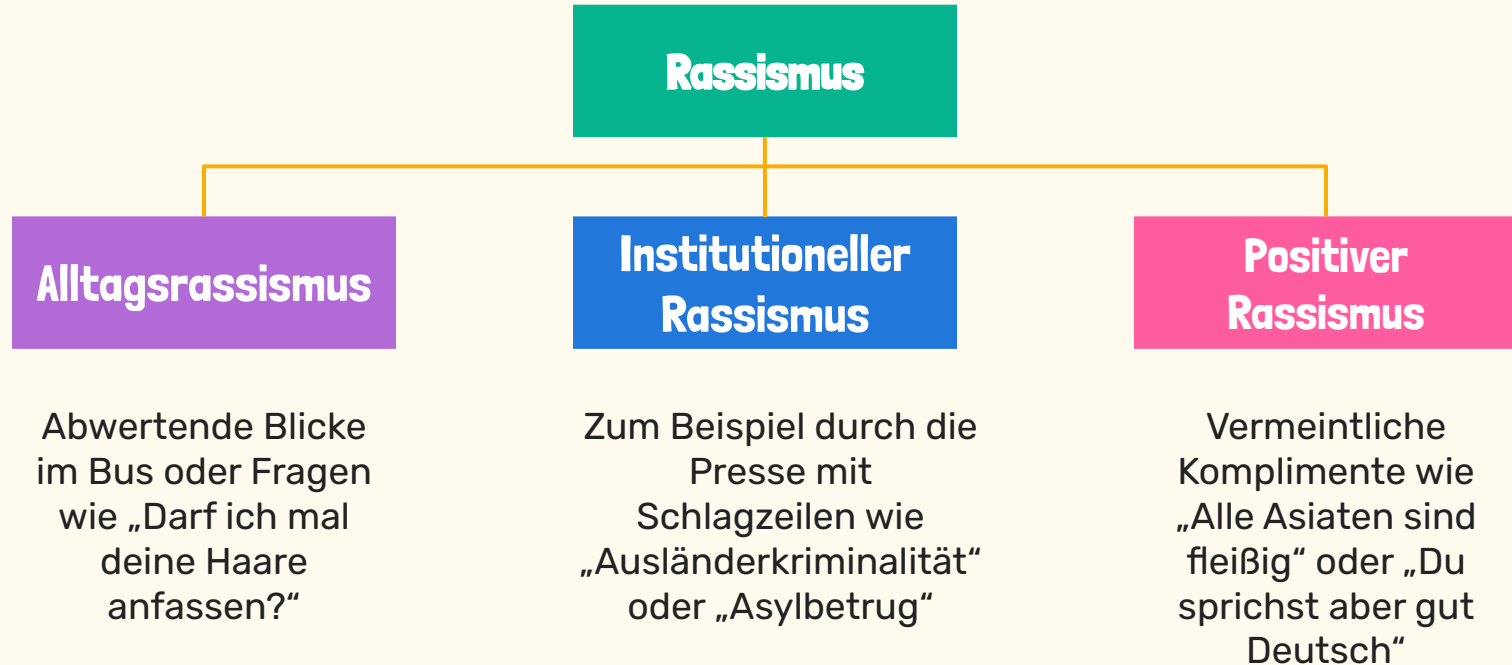 Rassismus
Alltagsrassismus
Abwertende Blicke
im Bus oder Fragen
wie „Darf ich mal
deine Haare
anfassen?“
Institutioneller
Rassismus
Zum Beispiel durch die
Presse mit
Schlagzeilen wie
„Ausländerkriminalität“
oder „Asylbetrug“
Positiver
Rassismus
Vermeintliche
Komplimente wie
„Alle Asiaten sind
fleißig“ oder „Du
sprichst aber gut
Deutsch“